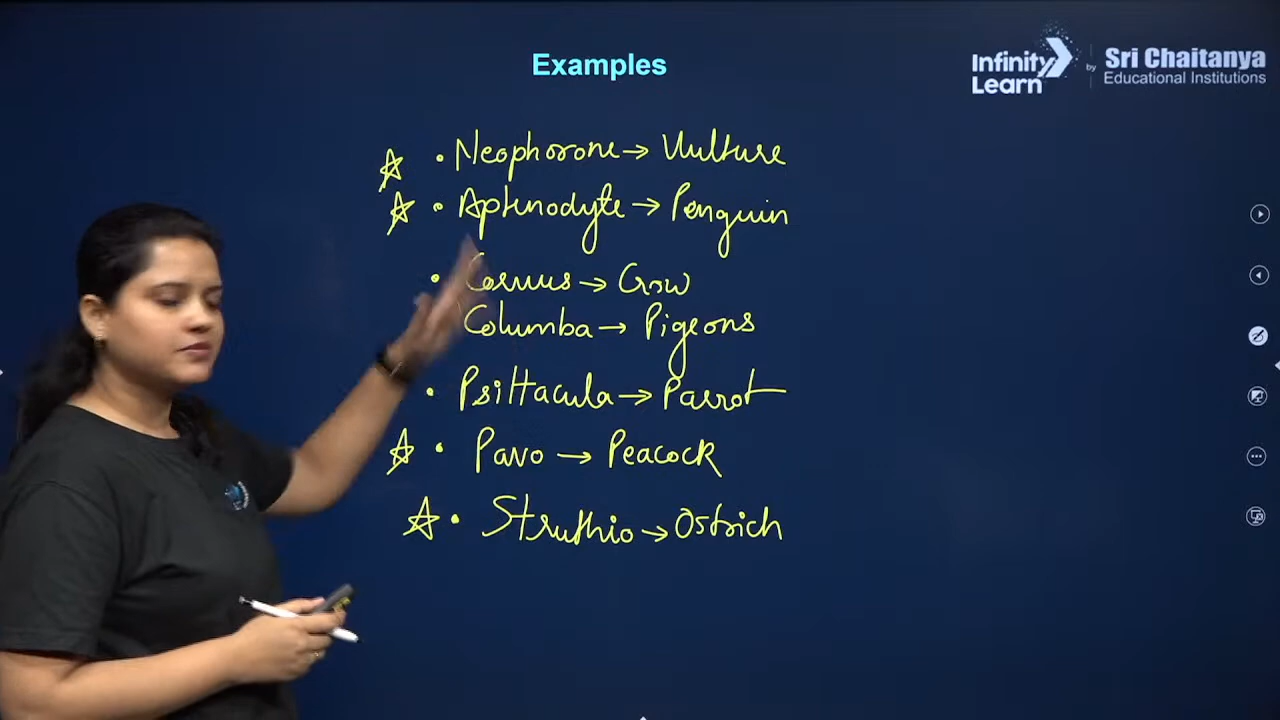 Examples
Infinity Learn
by
Sri Chaitanya
Educational Institutions
☆ • Neophorone → Vulture
☆ • Aptenodyte → Penguin
• Corvus → Crow
Columba → Pigeons
• Psittacula → Parrot
☆ • Pavo → Peacock
☆ • Struthio → Ostrich